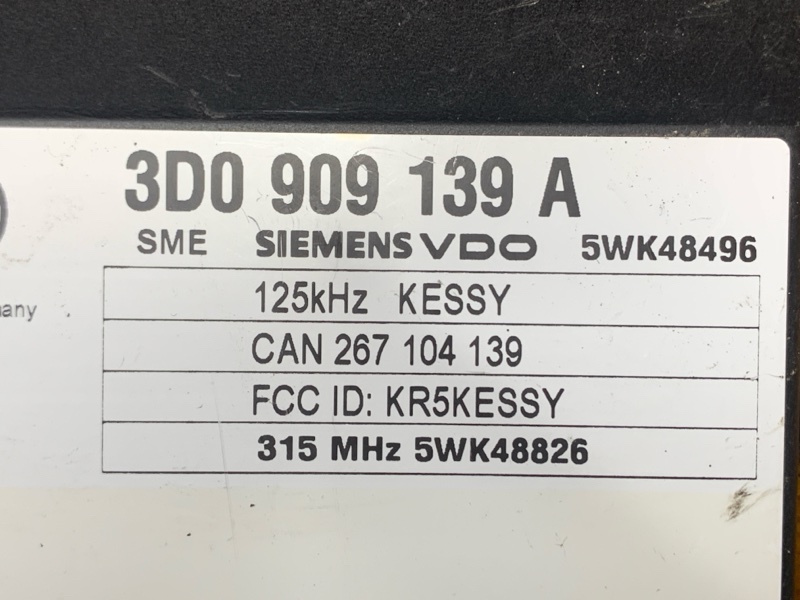 3D0 909 139 A
SME SIEMENS VDO 5WK48496
125kHz KESSY
any
CAN 267 104 139
FCC ID: KR5KESSY
315 MHz 5WK48826